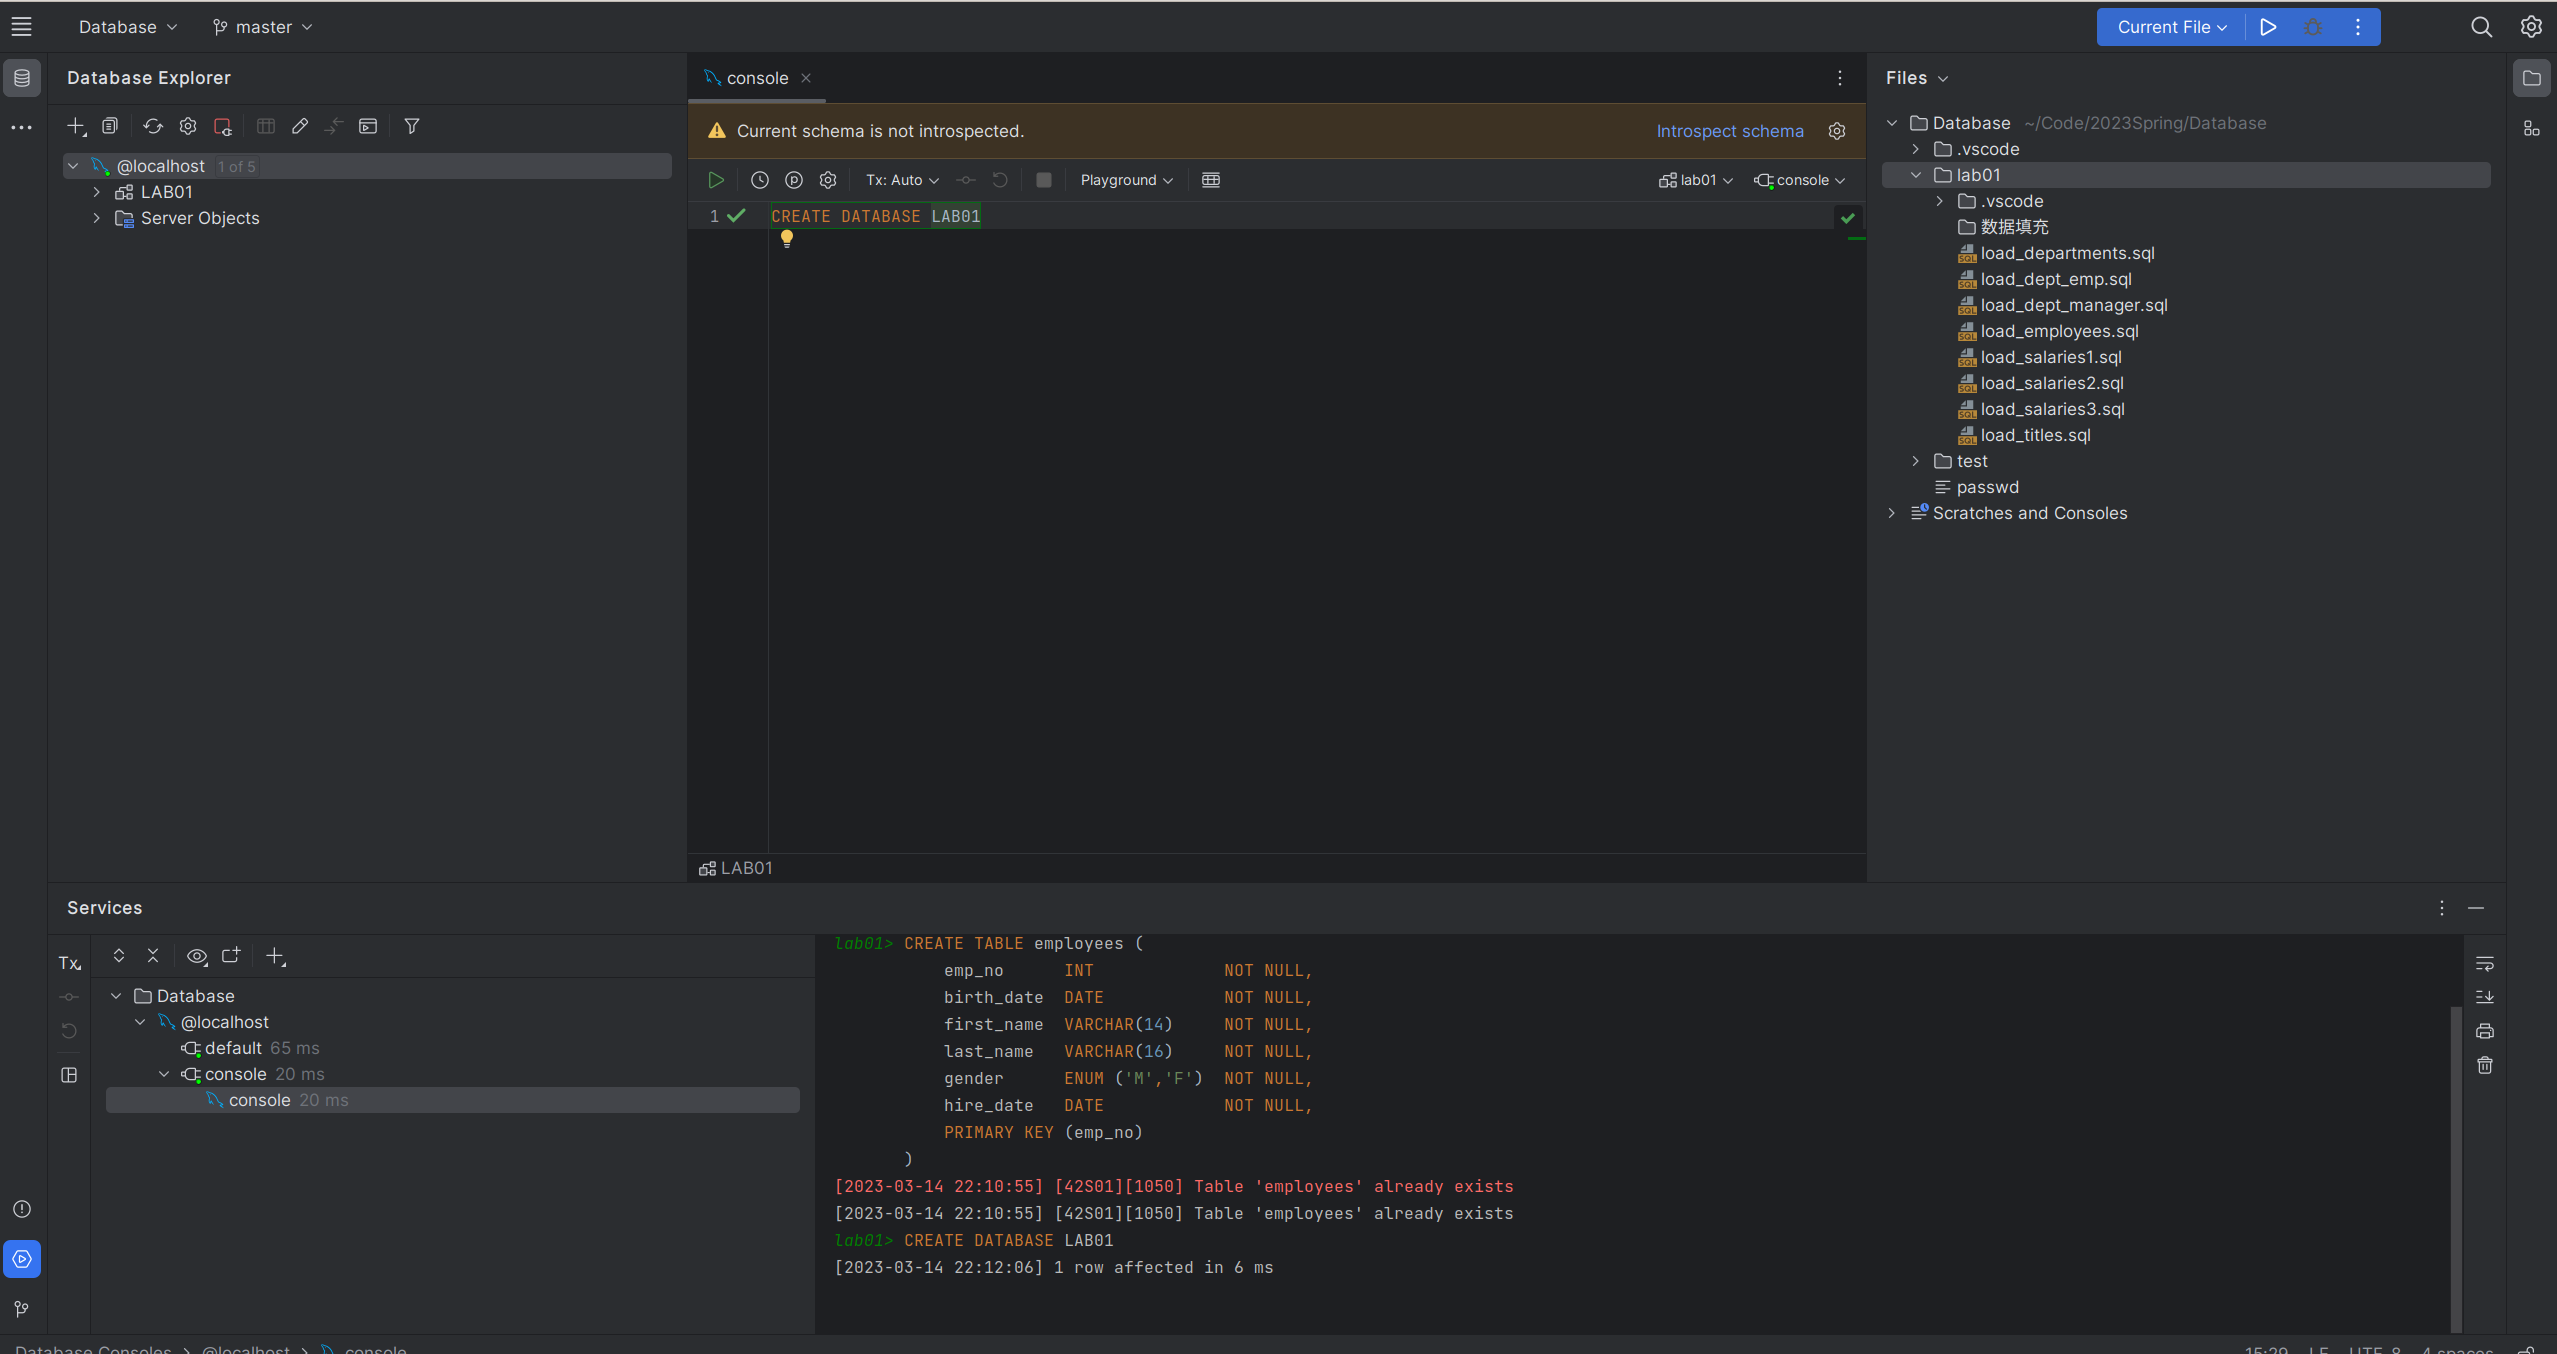 Database master Current File
Database Explorer
@localhost 1 of 5
LAB01
Server Objects
console
Current schema is not introspected. Introspect schema
Tx: Auto Playground lab01 console
1 CREATE DATABASE LAB01
LAB01
Files
Database ~/Code/2023Spring/Database
.vscode
lab01
.vscode
数据填充
load_departments.sql
load_dept_emp.sql
load_dept_manager.sql
load_employees.sql
load_salaries1.sql
load_salaries2.sql
load_salaries3.sql
load_titles.sql
test
passwd
Scratches and Consoles
Services
Tx
Database
@localhost
default 65 ms
console 20 ms
console 20 ms
lab01> CREATE TABLE employees (
emp_no INT NOT NULL,
birth_date DATE NOT NULL,
first_name VARCHAR(14) NOT NULL,
last_name VARCHAR(16) NOT NULL,
gender ENUM ('M','F') NOT NULL,
hire_date DATE NOT NULL,
PRIMARY KEY (emp_no)
)
[2023-03-14 22:10:55] [42S01][1050] Table 'employees' already exists
[2023-03-14 22:10:55] [42S01][1050] Table 'employees' already exists
lab01> CREATE DATABASE LAB01
[2023-03-14 22:12:06] 1 row affected in 6 ms
Database Consoles > @localhost > console 15:29 LF UTF-8 4 spaces